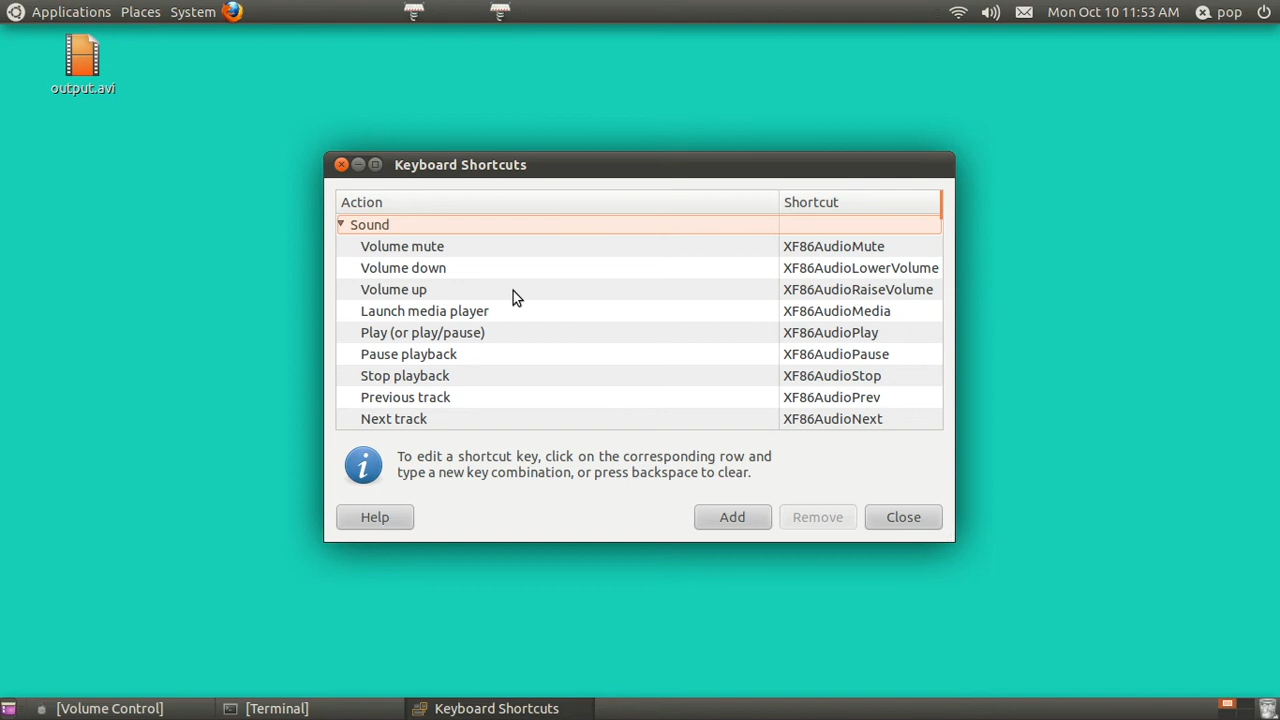 Applications Places System Mon Oct 10 11:53 AM pop
output.avi
Keyboard Shortcuts
Action Shortcut
Sound
Volume mute XF86AudioMute
Volume down XF86AudioLowerVolume
Volume up XF86AudioRaiseVolume
Launch media player XF86AudioMedia
Play (or play/pause) XF86AudioPlay
Pause playback XF86AudioPause
Stop playback XF86AudioStop
Previous track XF86AudioPrev
Next track XF86AudioNext
To edit a shortcut key, click on the corresponding row and
type a new key combination, or press backspace to clear.
Help Add Remove Close
[Volume Control] [Terminal] Keyboard Shortcuts